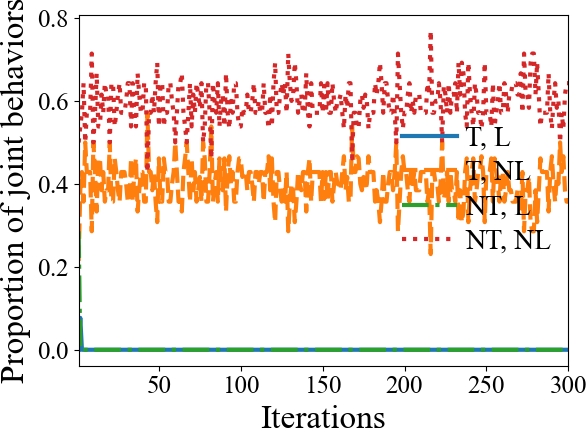 Proportion of joint behaviors
0.8
0.6
0.4
0.2
0.0
T, L
T, NL
NT, L
NT, NL
50
100
150
200
250
300
Iterations